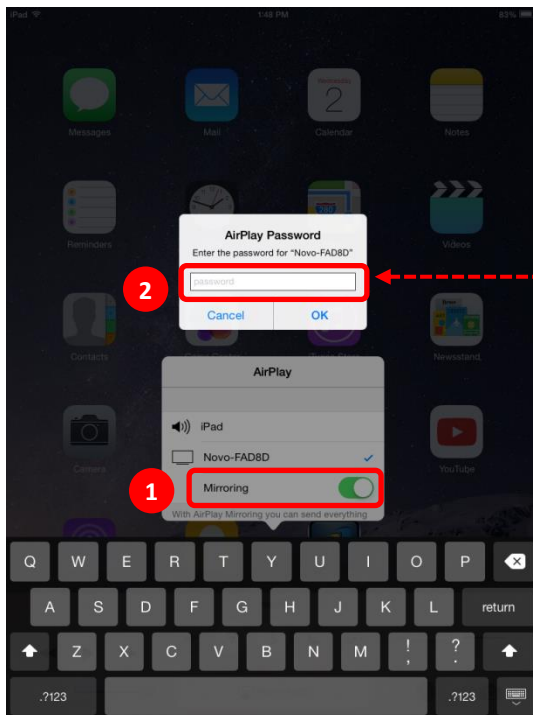 iPad 1:48 PM 83%
Wednesday
2
Messages Mail Calendar Notes
Reminders Videos
AirPlay Password
Enter the password for "Novo-FAD8D"
2
password
Cancel OK
Contacts Newsstand
AirPlay
iPad
Novo-FAD8D
Camera YouTube
1
Mirroring
With AirPlay Mirroring you can send everything
Q W E R T Y U I O P
A S D F G H J K L return
Z X C V B N M ! , ? .
.?123 .?123